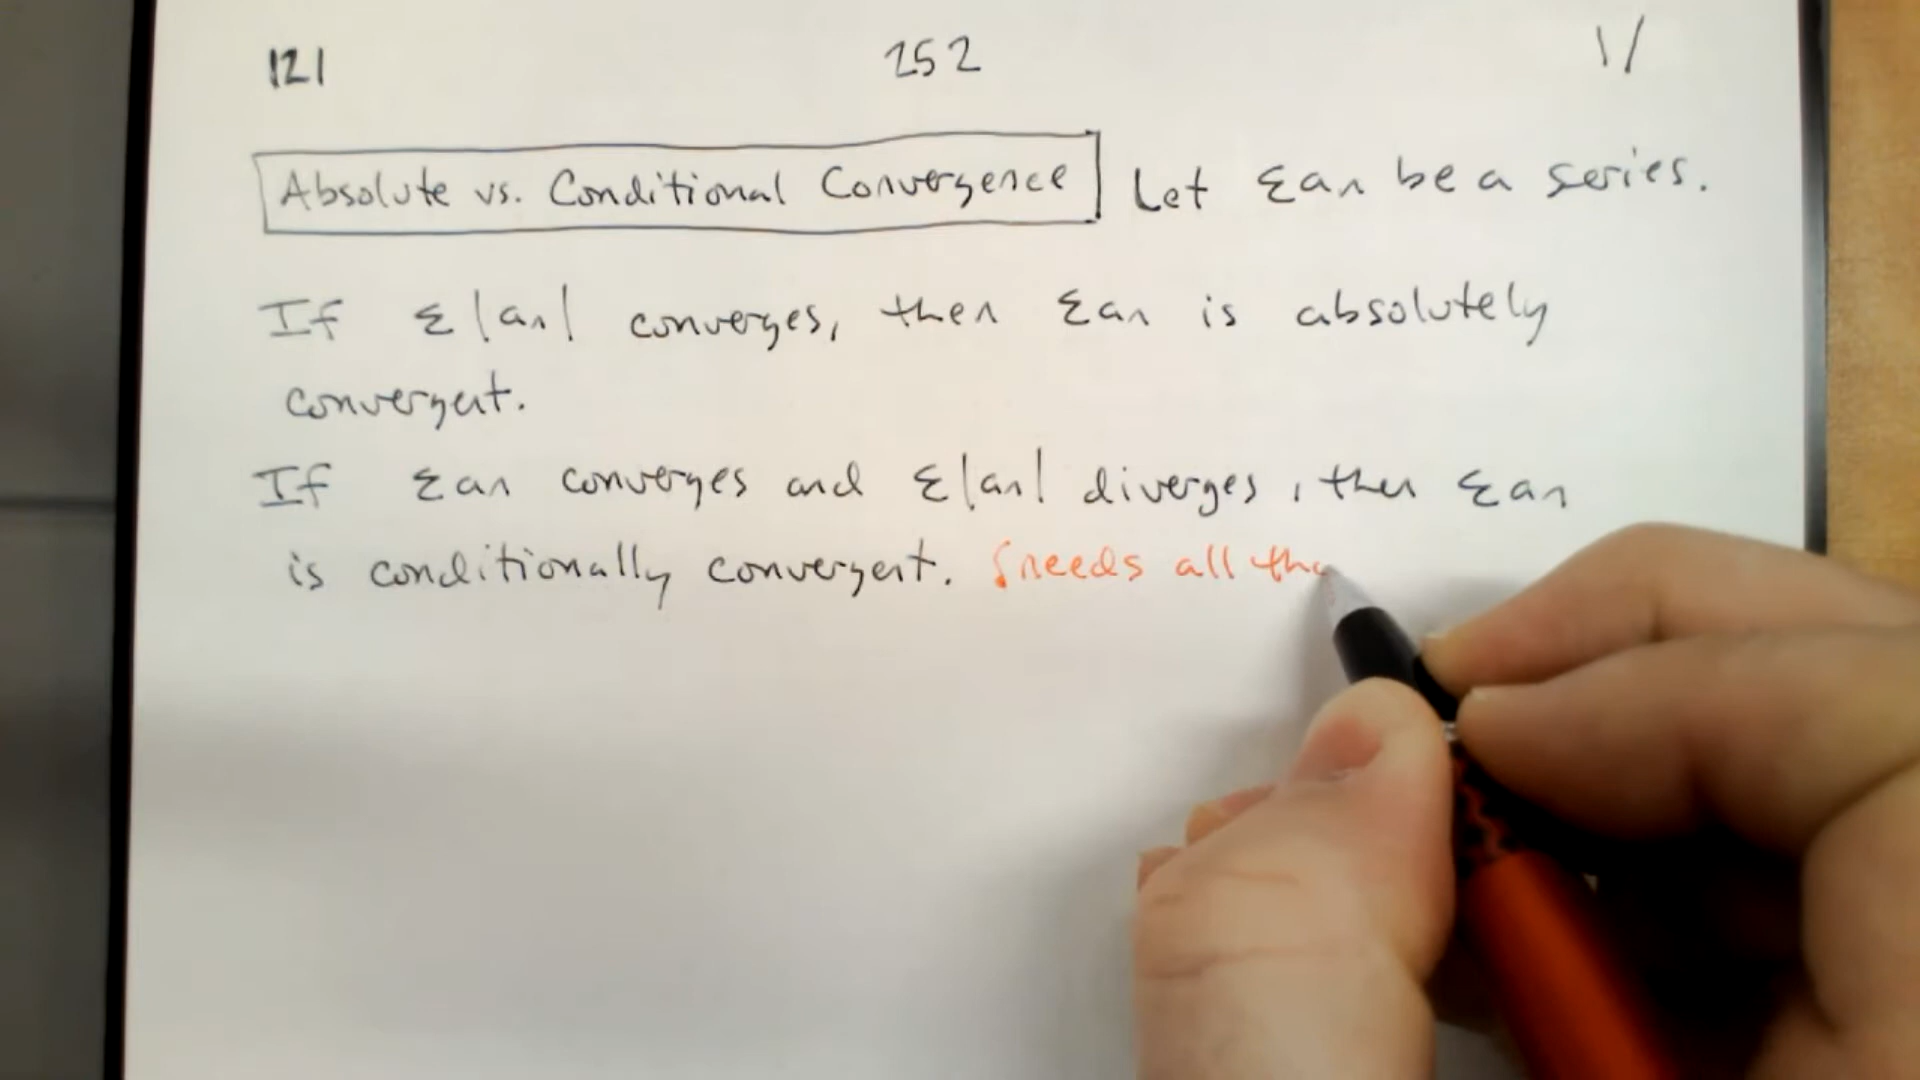 121 252 1/
Absolute vs. Conditional Convergence Let Σan be a series.
If Σ|an| converges, then Σan is absolutely
convergent.
If Σan converges and Σ|an| diverges, then Σan
is conditionally convergent. (needs all the